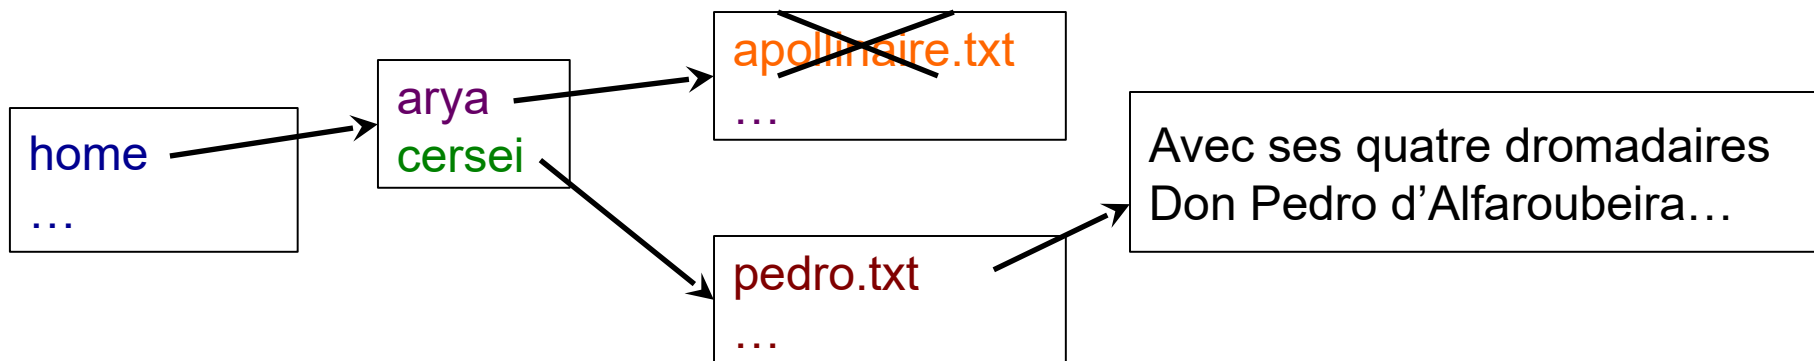 home
…
arya
cersei
apollinaire.txt
…
pedro.txt
…
Avec ses quatre dromadaires
Don Pedro d’Alfaroubeira…